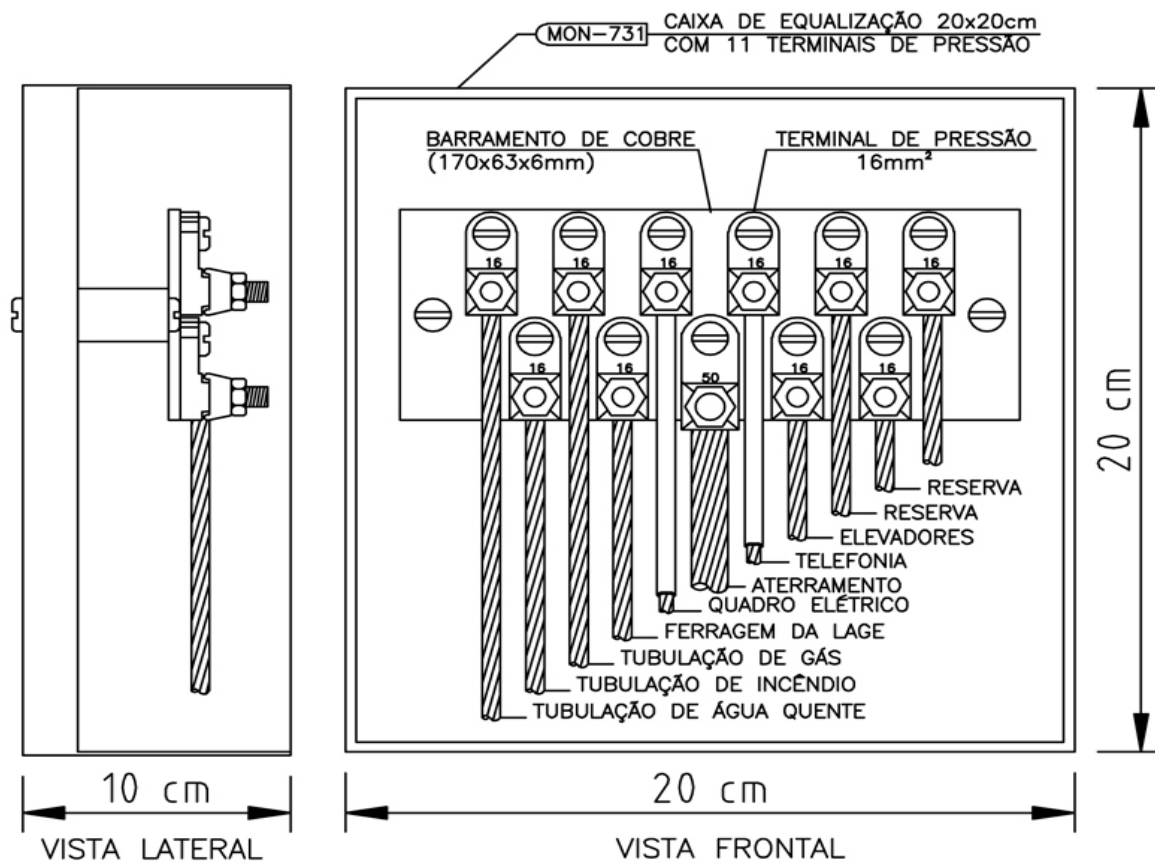 MON-731
CAIXA DE EQUALIZAÇÃO 20x20cm
COM 11 TERMINAIS DE PRESSÃO
BARRAMENTO DE COBRE
(170x63x6mm)
TERMINAL DE PRESSÃO
16mm²
16 16 16 16 16 16
16 16 50 16 16
RESERVA
RESERVA
ELEVADORES
TELEFONIA
ATERRAMENTO
QUADRO ELÉTRICO
FERRAGEM DA LAGE
TUBULAÇÃO DE GÁS
TUBULAÇÃO DE INCÊNDIO
TUBULAÇÃO DE ÁGUA QUENTE
20 cm
10 cm
20 cm
VISTA LATERAL
VISTA FRONTAL